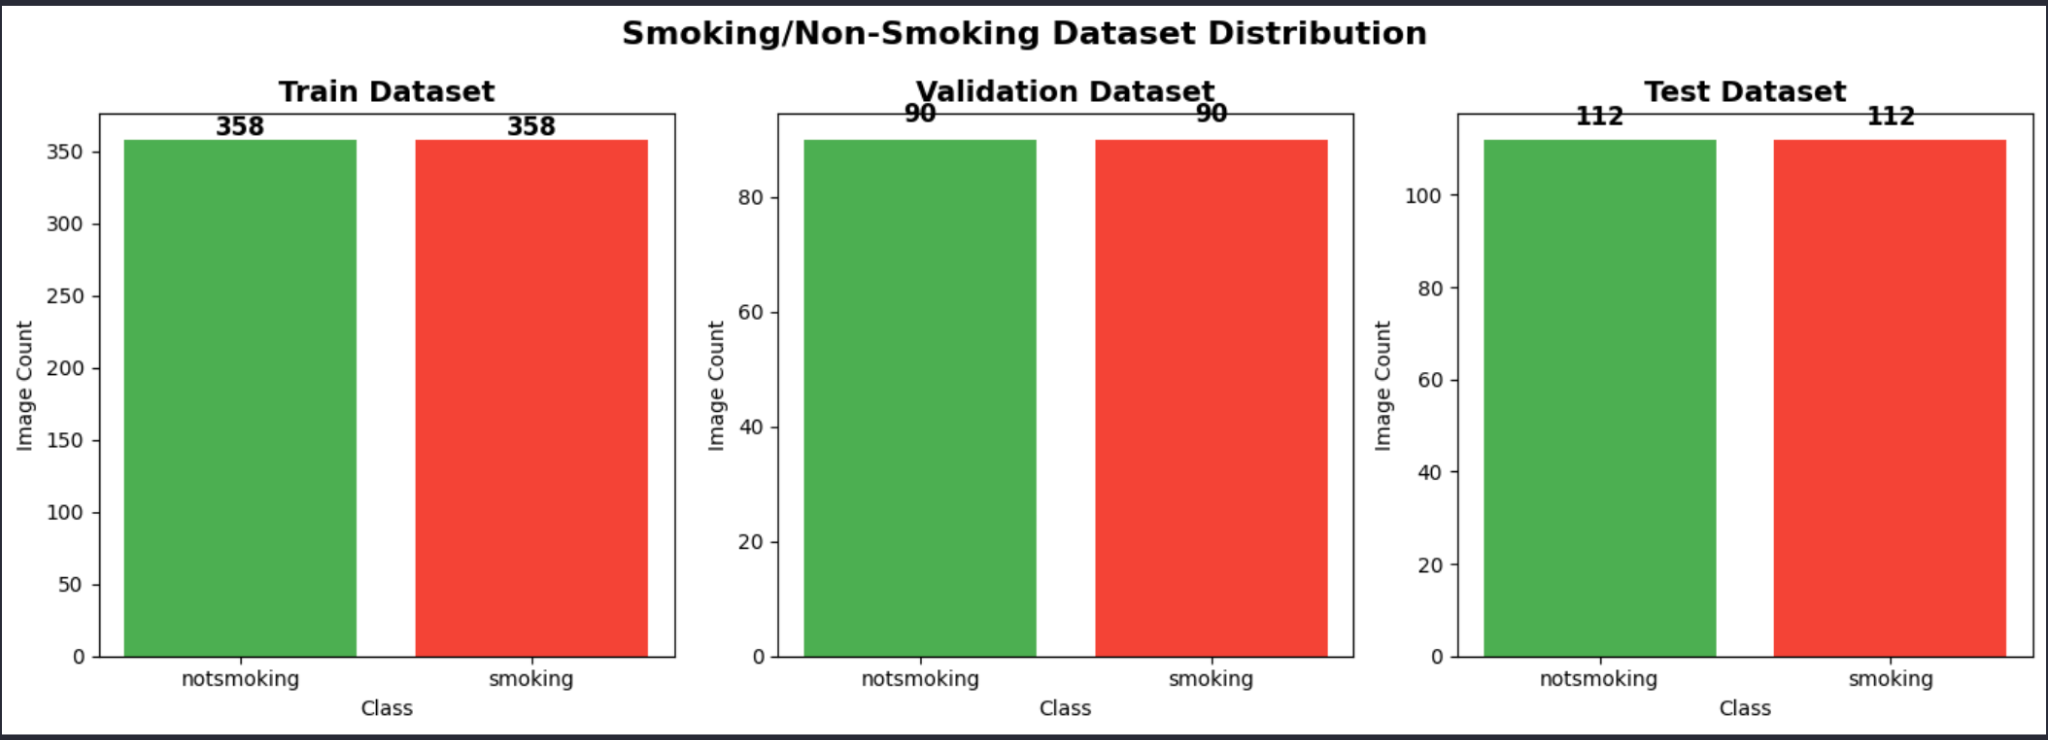 Smoking/Non-Smoking Dataset Distribution
Train Dataset
358 358
350
300
250
200
150
100
50
0
Image Count
notsmoking smoking
Class
Validation Dataset
90 90
80
60
40
20
0
Image Count
notsmoking smoking
Class
Test Dataset
112 112
100
80
60
40
20
0
Image Count
notsmoking smoking
Class